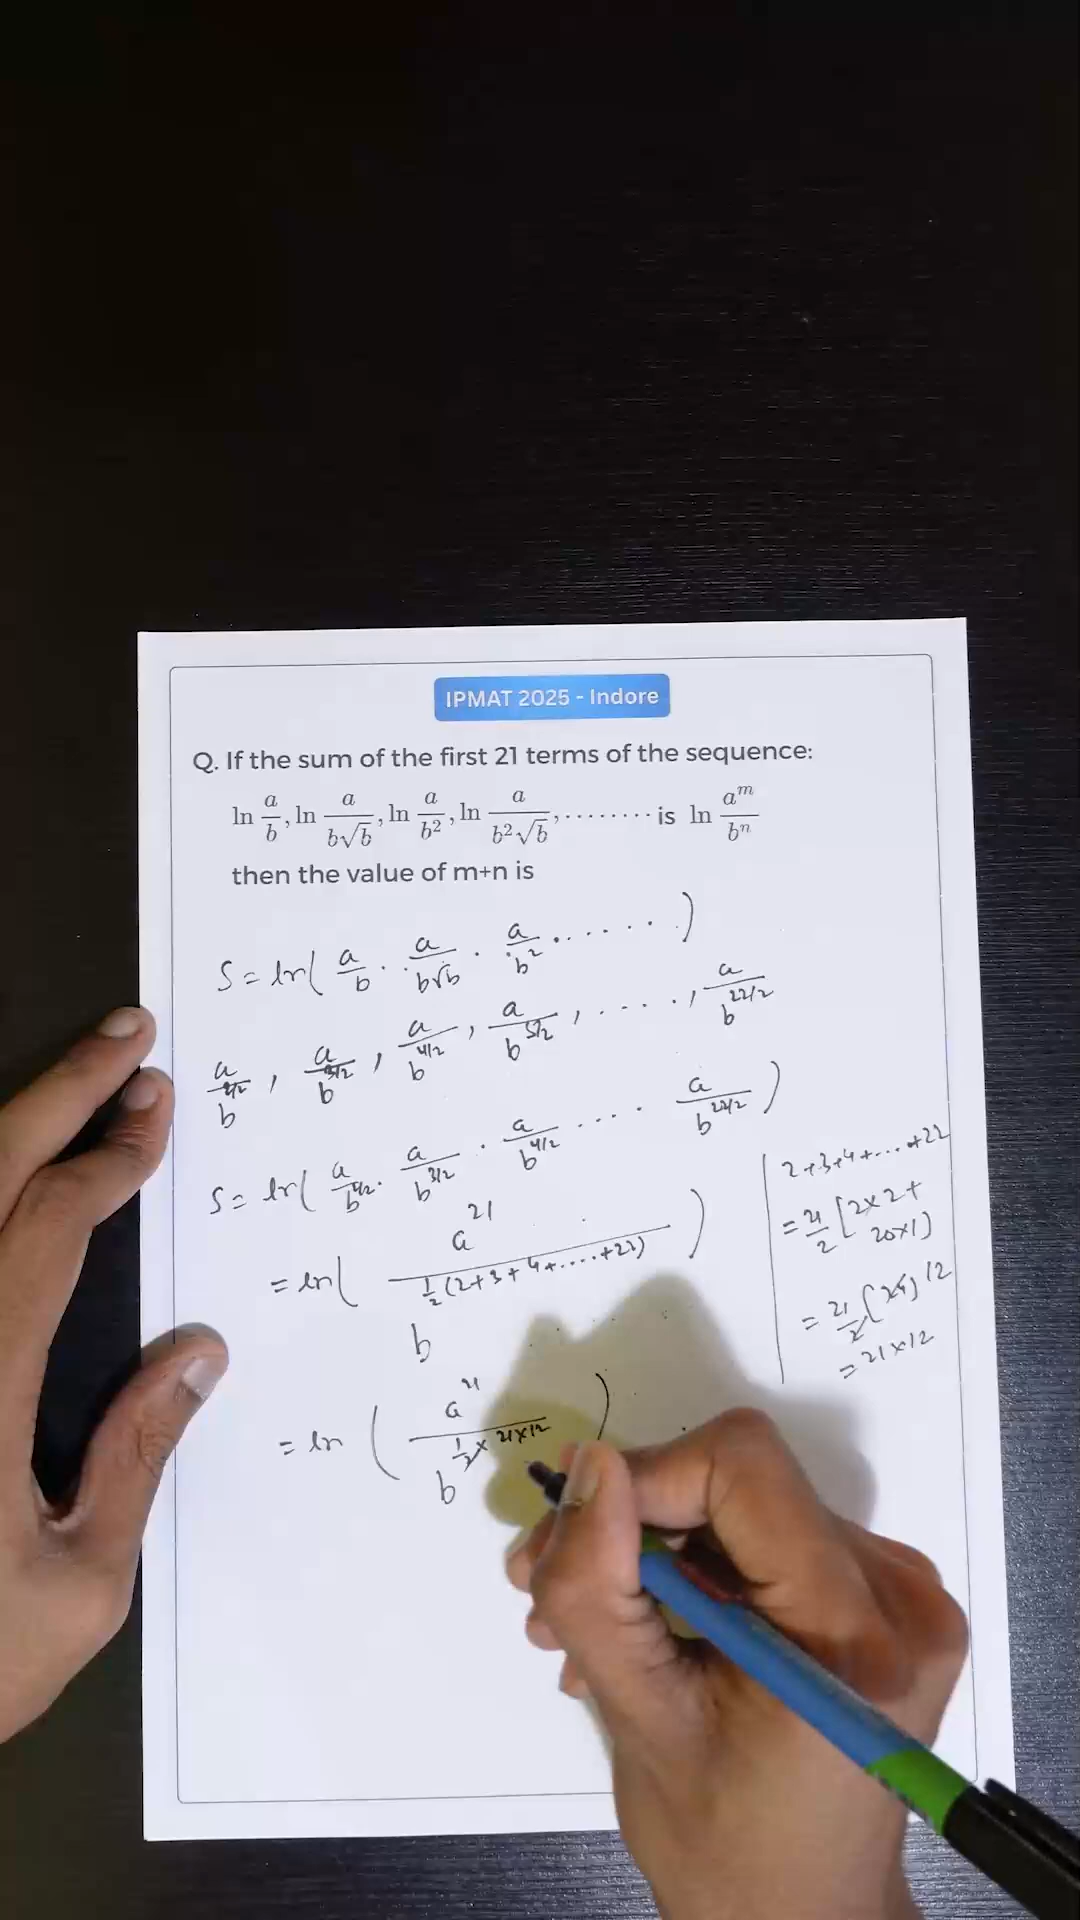 IPMAT 2025 - Indore
Q. If the sum of the first 21 terms of the sequence:
ln a/b, ln a/(b√b), ln a/b², ln a/(b²√b), ········ is ln aᵐ/bⁿ
then the value of m+n is
S = ln( a/b · a/(b√b) · a/b² ······ )
a/b^(2/2), a/b^(3/2), a/b^(4/2), a/b^(5/2), ····, a/b^(22/2)
S = ln( a/b^(2/2) · a/b^(3/2) · a/b^(4/2) ···· a/b^(22/2) )
= ln( a^21 / b^(1/2 (2+3+4+....+22)) )
= ln ( a^21 / b^(1/2 × 21×12) )
2+3+4+....+22
= 21/2 [2×2+
20×1)
= 21/2 (24) 12
= 21×12